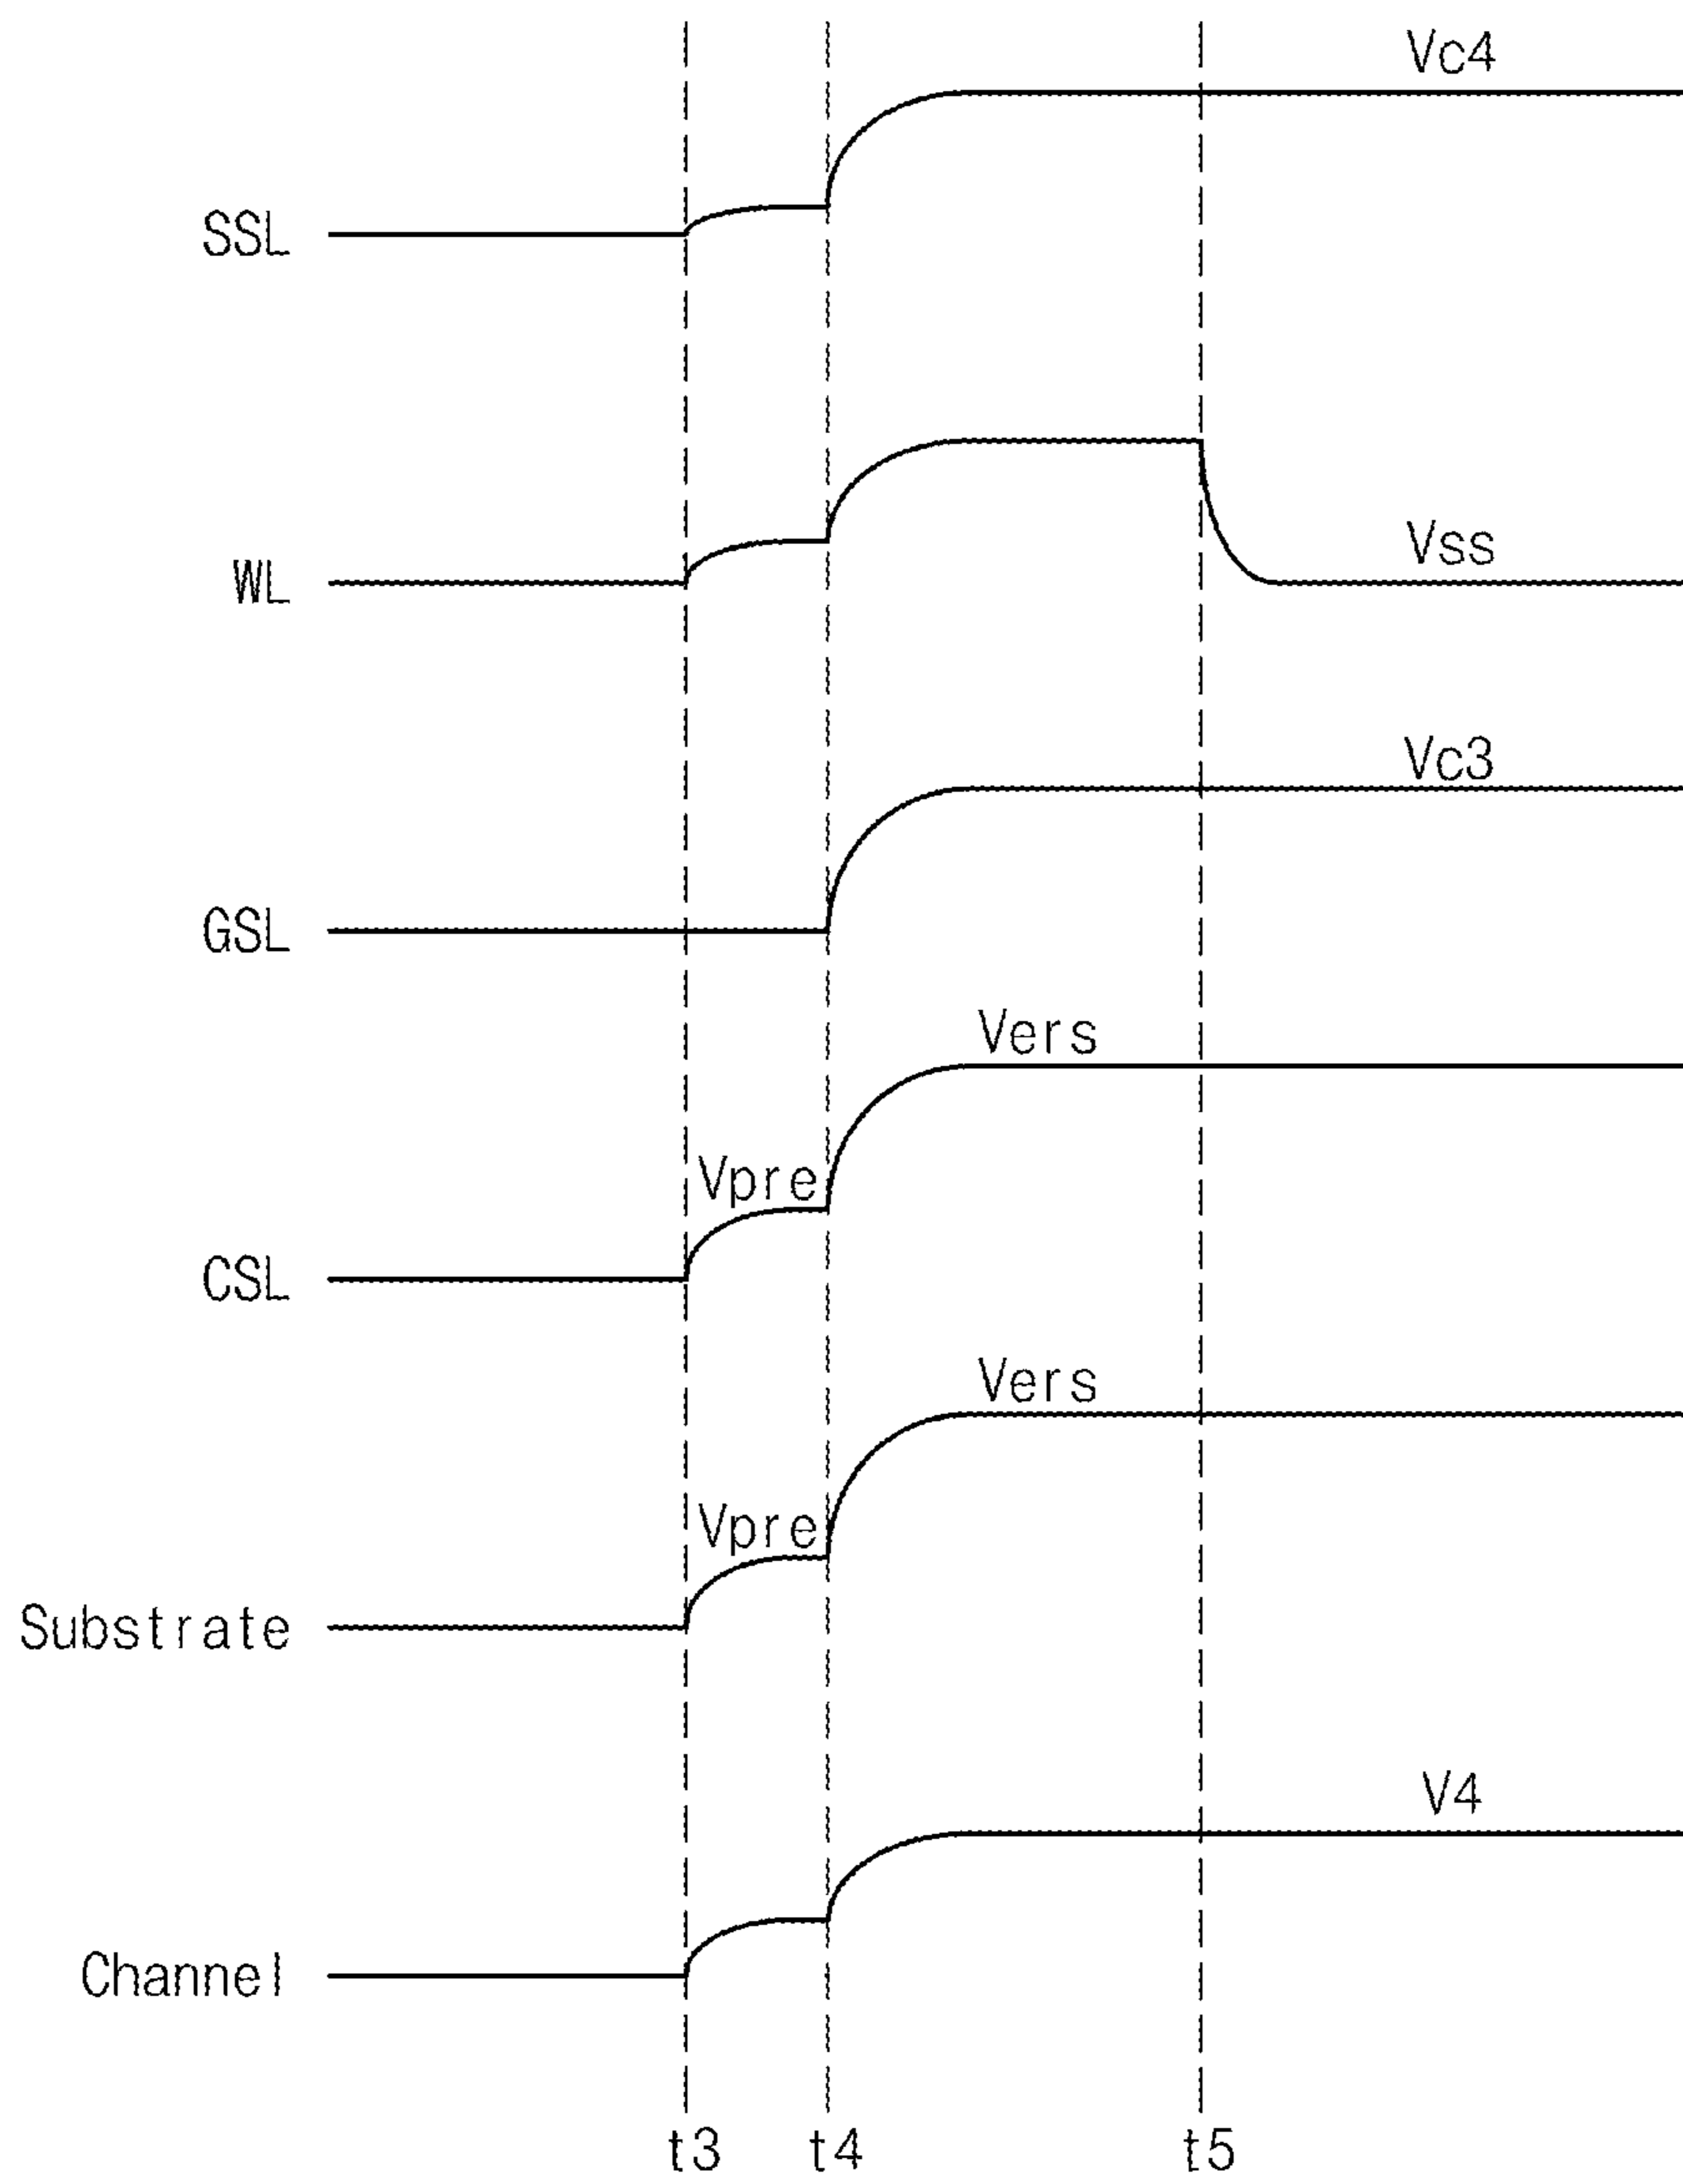 Vc4
SSL
Vss
WL
Vc3
GSL
Vers
Vpre
CSL
Vers
Vpre
Substrate
V4
Channel
t3 t4 t5